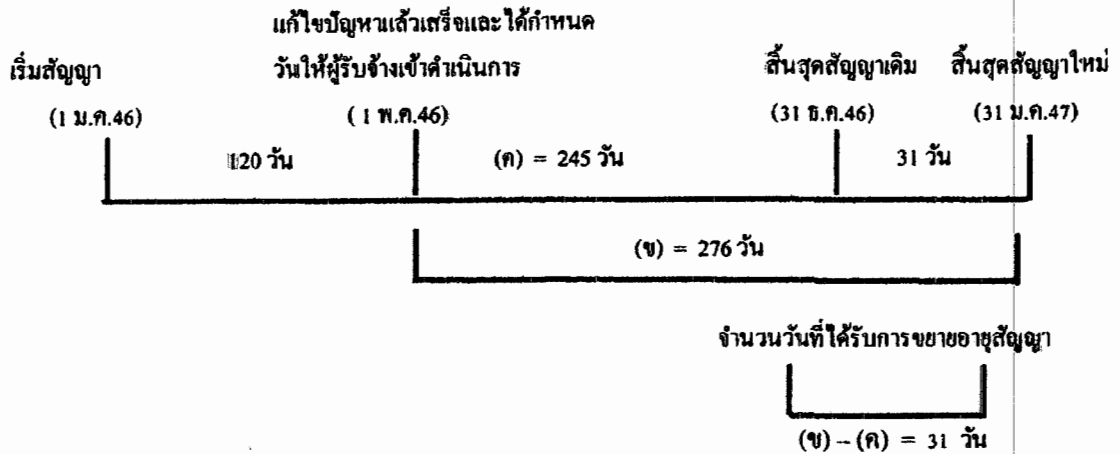 แก้ไขปัญหาแล้วเสร็จและได้กำหนด
เริ่มสัญญา วันให้ผู้รับจ้างเข้าดำเนินการ สิ้นสุดสัญญาเดิม สิ้นสุดสัญญาใหม่
(1 ม.ค.46) (1 พ.ค.46) (31 ธ.ค.46) (31 ม.ค.47)
120 วัน (ค) = 245 วัน 31 วัน
(ข) = 276 วัน
จำนวนวันที่ได้รับการขยายอายุสัญญา
(ข) – (ค) = 31 วัน